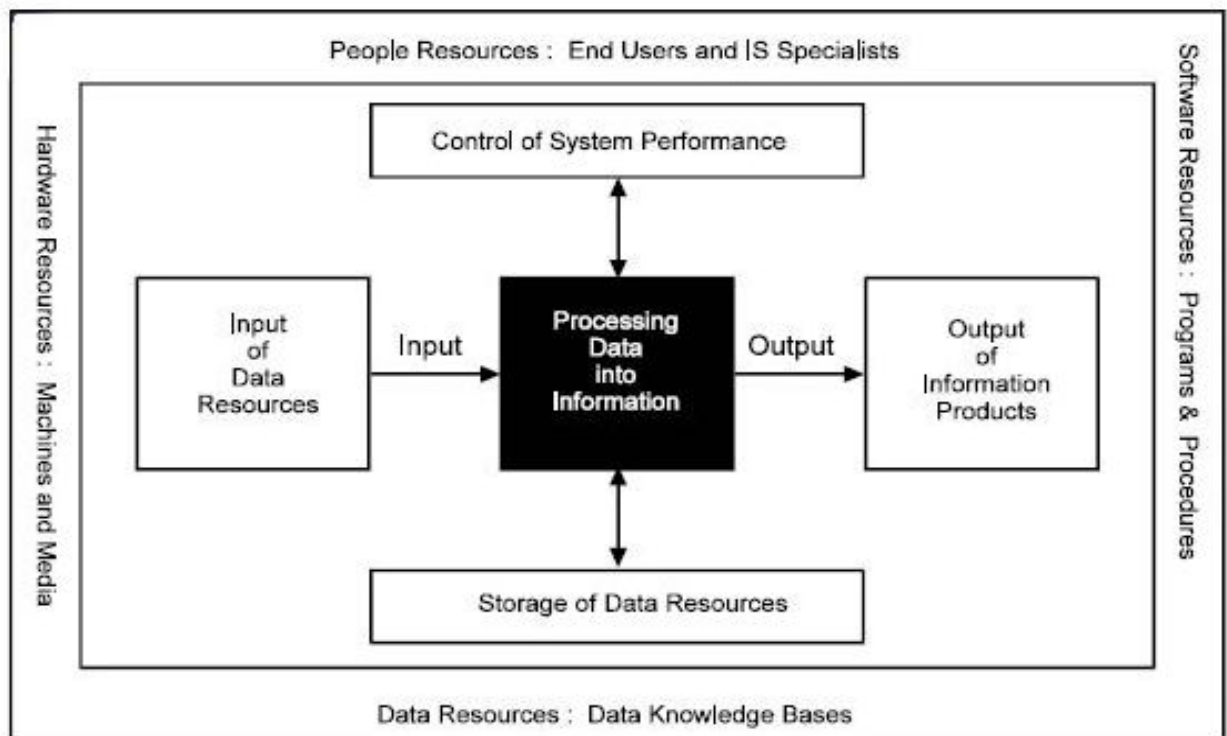 People Resources : End Users and IS Specialists
Hardware Resources : Machines and Media
Software Resources : Programs & Procedures
Control of System Performance
Input
of
Data
Resources
Input
Processing
Data
into
Information
Output
Output
of
Information
Products
Storage of Data Resources
Data Resources : Data Knowledge Bases